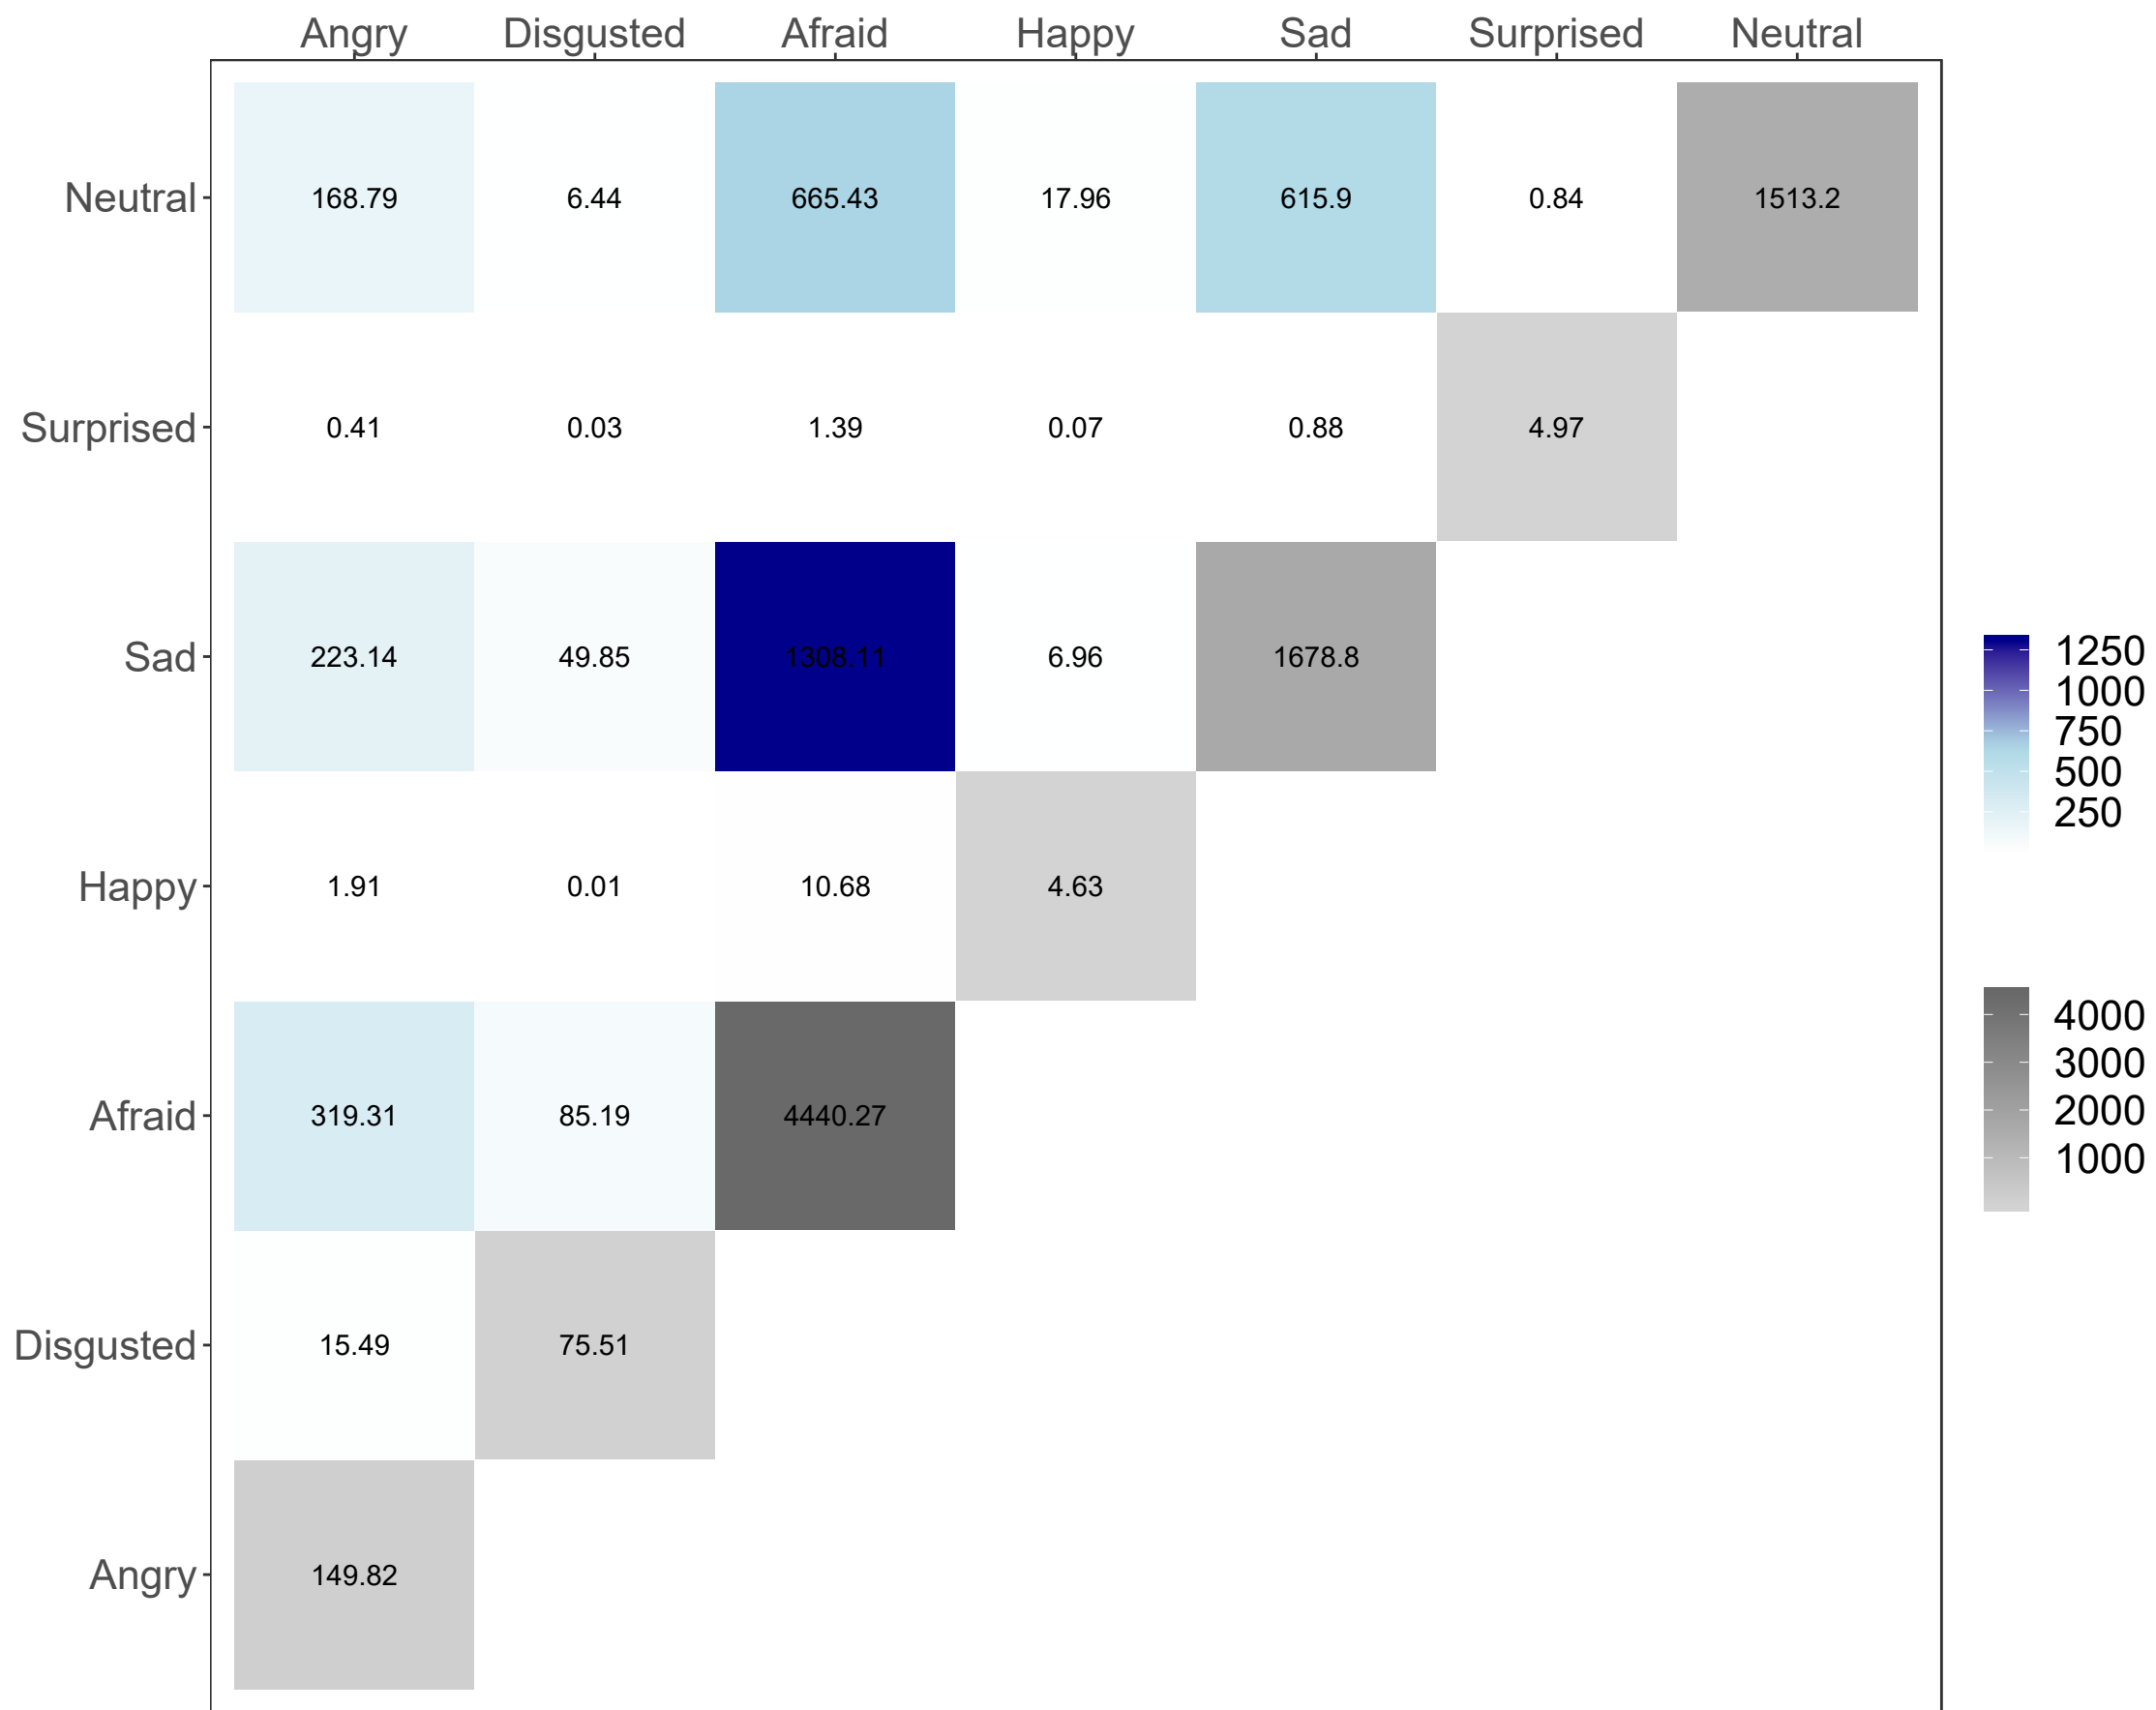 Angry Disgusted Afraid Happy Sad Surprised Neutral
Neutral 168.79 6.44 665.43 17.96 615.9 0.84 1513.2
Surprised 0.41 0.03 1.39 0.07 0.88 4.97
Sad 223.14 49.85 1308.11 6.96 1678.8
Happy 1.91 0.01 10.68 4.63
Afraid 319.31 85.19 4440.27
Disgusted 15.49 75.51
Angry 149.82
1250
1000
750
500
250
4000
3000
2000
1000